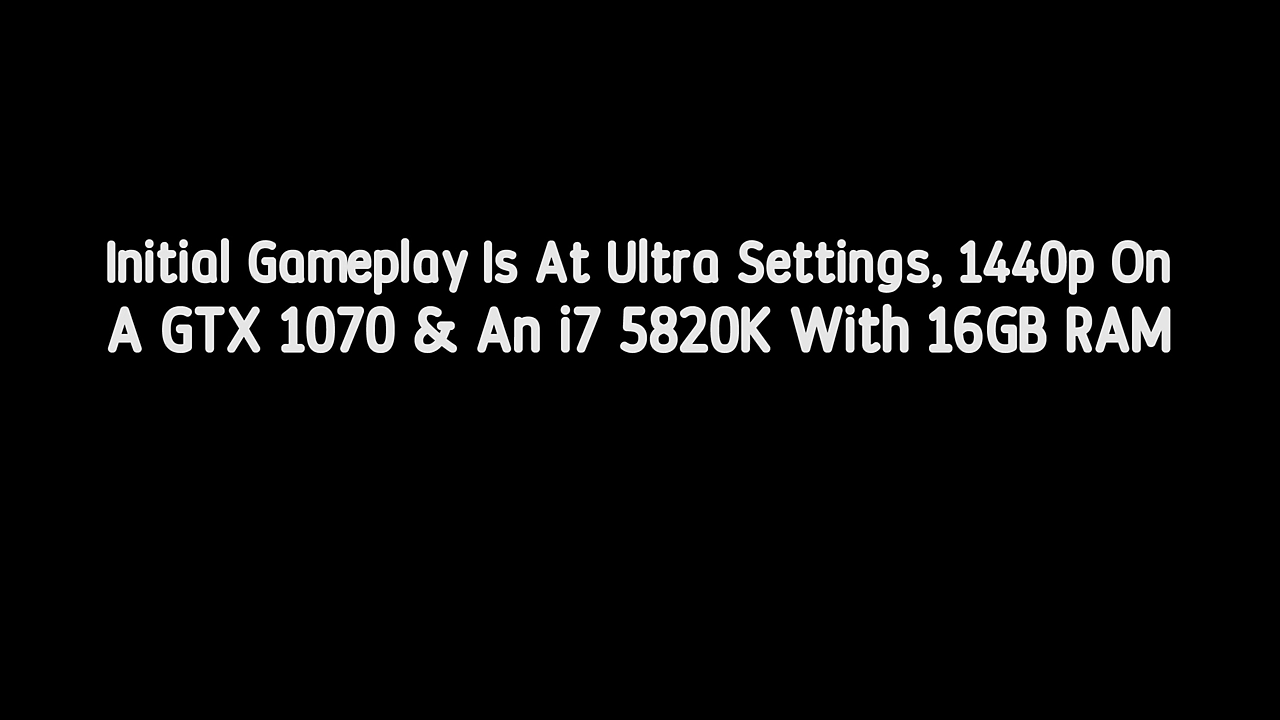 Initial Gameplay Is At Ultra Settings, 1440p On
A GTX 1070 & An i7 5820K With 16GB RAM